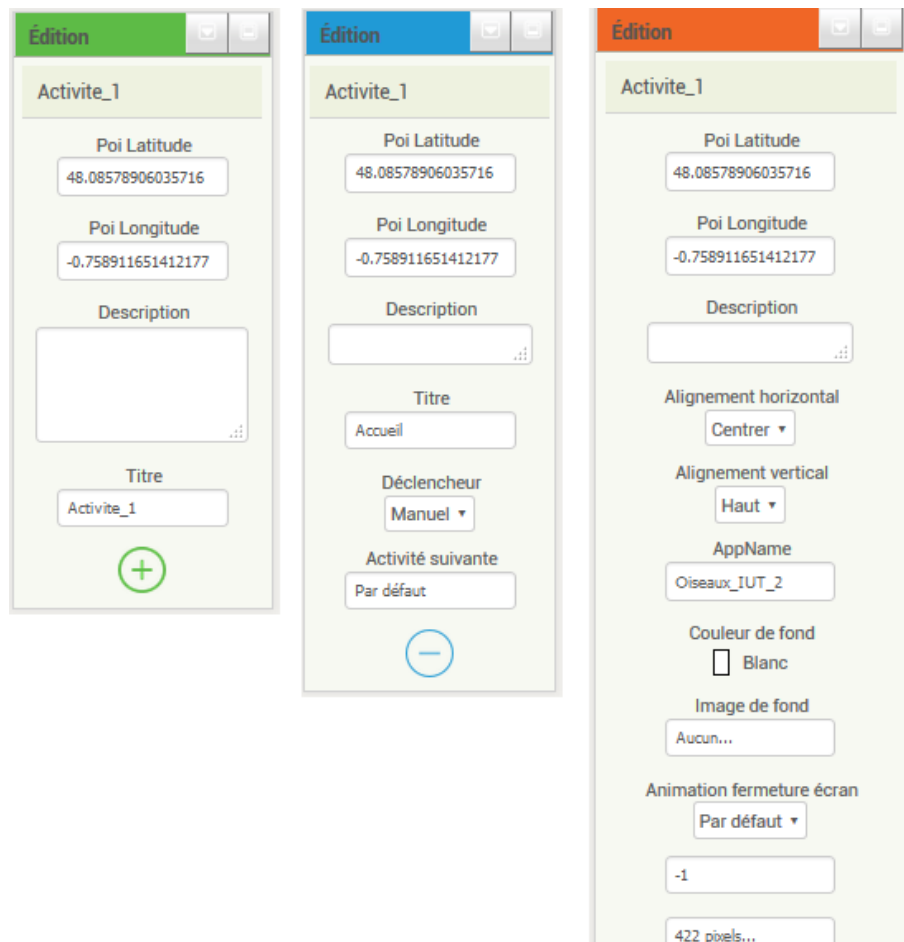 Édition
Activite_1
Poi Latitude
48.08578906035716
Poi Longitude
-0.758911651412177
Description
Titre
Activite_1
Édition
Activite_1
Poi Latitude
48.08578906035716
Poi Longitude
-0.758911651412177
Description
Titre
Accueil
Déclencheur
Manuel
Activité suivante
Par défaut
Édition
Activite_1
Poi Latitude
48.08578906035716
Poi Longitude
-0.758911651412177
Description
Alignement horizontal
Centrer
Alignement vertical
Haut
AppName
Oiseaux_IUT_2
Couleur de fond
Blanc
Image de fond
Aucun...
Animation fermeture écran
Par défaut
-1
422 pixels...